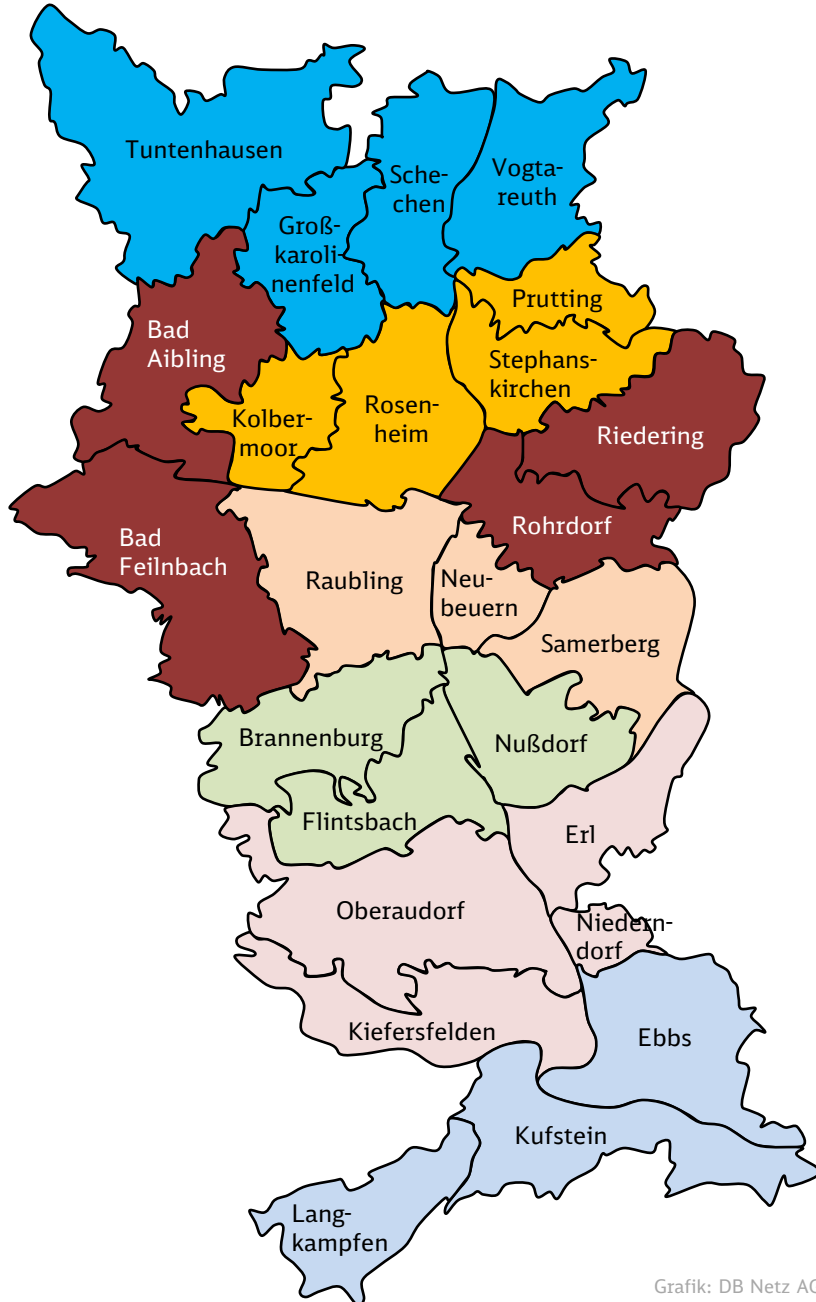 Tuntenhausen
Sche-
chen
Vogta-
reuth
Groß-
karoli-
nenfeld
Prutting
Bad
Aibling
Stephans-
kirchen
Kolber-
moor
Rosen-
heim
Riedering
Rohrdorf
Bad
Feilnbach
Raubling
Neu-
beuern
Samerberg
Brannenburg
Nußdorf
Flintsbach
Erl
Oberaudorf
Niedern-
dorf
Kiefersfelden
Ebbs
Kufstein
Lang-
kampfen
Grafik: DB Netz AG